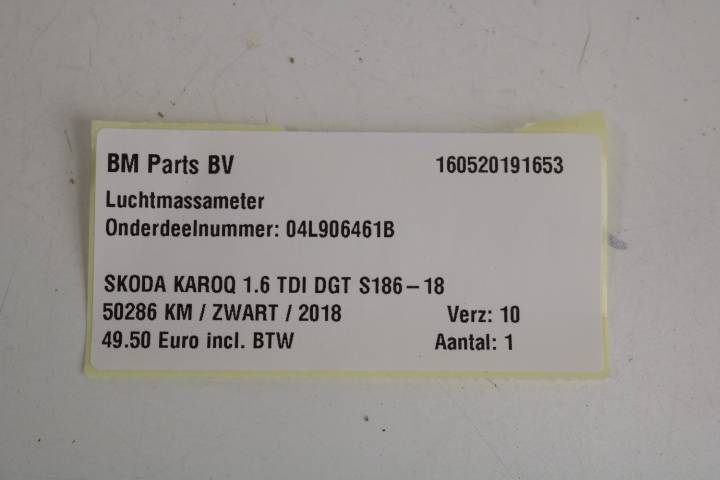 BM Parts BV 160520191653
Luchtmassameter
Onderdeelnummer: 04L906461B
SKODA KAROQ 1.6 TDI DGT S186-18
50286 KM / ZWART / 2018 Verz: 10
49.50 Euro incl. BTW Aantal: 1